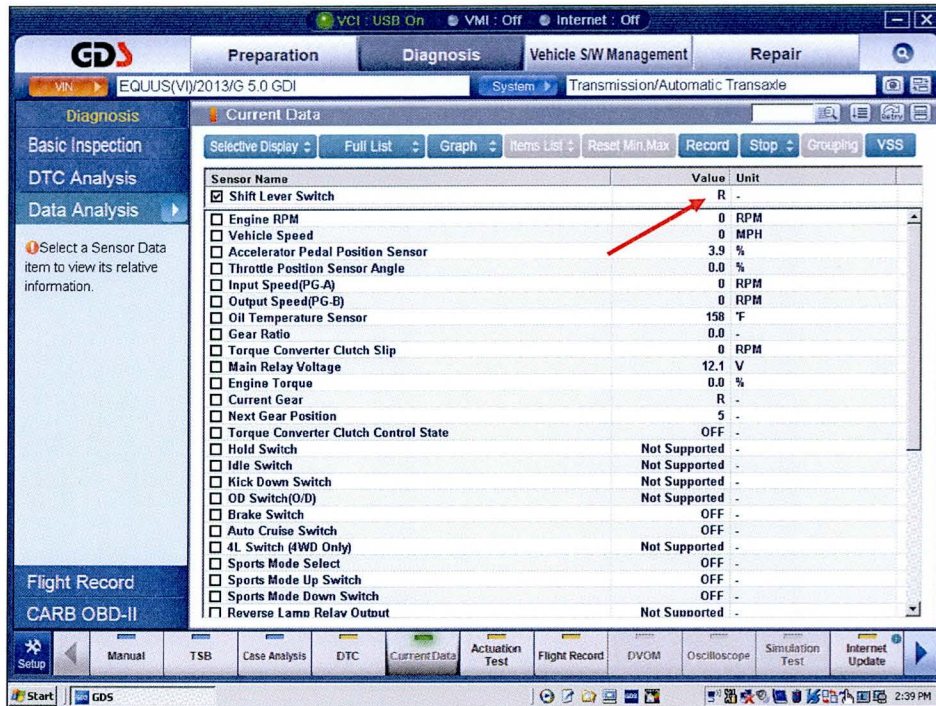 VCI : USB On VMI : Off Internet : Off
GDS Preparation Diagnosis Vehicle S/W Management Repair
VIN EQUUS(VI)/2013/G 5.0 GDI System Transmission/Automatic Transaxle
Diagnosis
Basic Inspection
DTC Analysis
Data Analysis
Select a Sensor Data
item to view its relative
information.
Flight Record
CARB OBD-II
Current Data
Selective Display Full List Graph Items List Reset Min.Max Record Stop Grouping VSS
Sensor Name Value Unit
Shift Lever Switch R -
Engine RPM 0 RPM
Vehicle Speed 0 MPH
Accelerator Pedal Position Sensor 3.9 %
Throttle Position Sensor Angle 0.0 %
Input Speed(PG-A) 0 RPM
Output Speed(PG-B) 0 RPM
Oil Temperature Sensor 158 °F
Gear Ratio 0.0 -
Torque Converter Clutch Slip 0 RPM
Main Relay Voltage 12.1 V
Engine Torque 0.0 %
Current Gear R -
Next Gear Position 5 -
Torque Converter Clutch Control State OFF -
Hold Switch Not Supported -
Idle Switch Not Supported -
Kick Down Switch Not Supported -
OD Switch(O/D) Not Supported -
Brake Switch OFF -
Auto Cruise Switch OFF -
4L Switch (4WD Only) Not Supported -
Sports Mode Select OFF -
Sports Mode Up Switch OFF -
Sports Mode Down Switch OFF -
Reverse Lamp Relay Output Not Supported -
Setup Manual TSB Case Analysis DTC Current Data Actuation Test Flight Record DVOM Oscilloscope Simulation Test Internet Update
Start GDS 2:39 PM